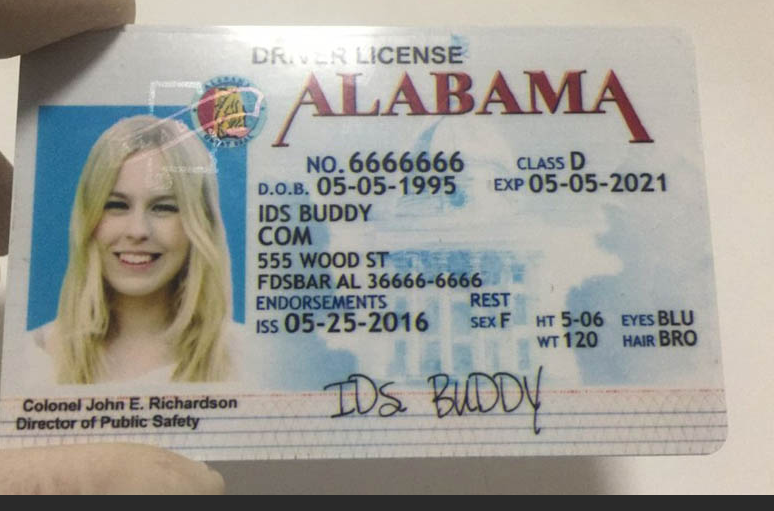 DRIVER LICENSE
ALABAMA
NO. 6666666 CLASS D
D.O.B. 05-05-1995 EXP 05-05-2021
IDS BUDDY
COM
555 WOOD ST
FDSBAR AL 36666-6666
ENDORSEMENTS REST
ISS 05-25-2016 SEX F HT 5-06 EYES BLU
WT 120 HAIR BRO
IDS BUDDY
Colonel John E. Richardson
Director of Public Safety